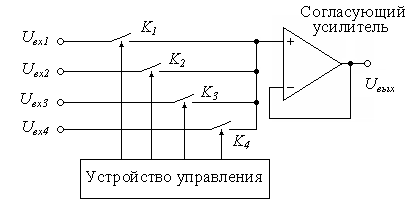 Согласующий
усилитель
Uвх1
K1
+
Uвх2
K2
Uвх3
K3
−
Uвых
Uвх4
K4
Устройство управления